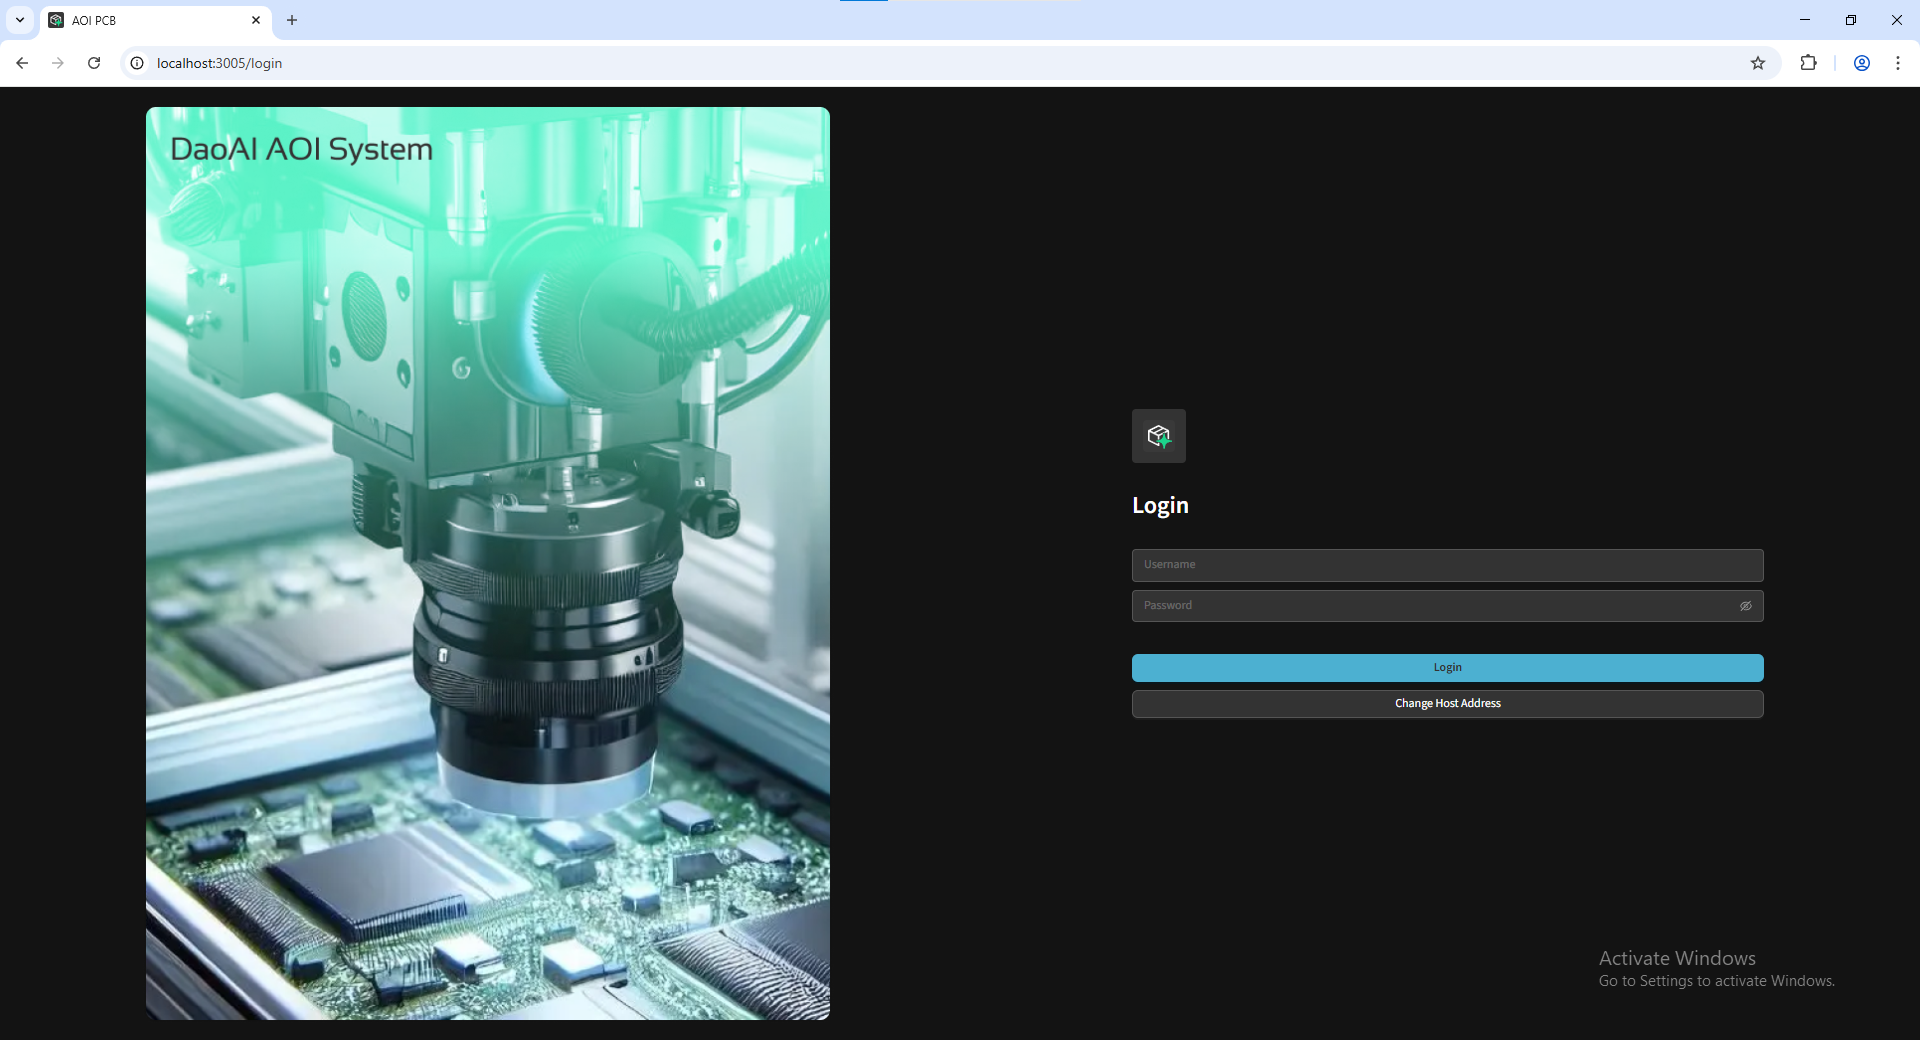 AOI PCB
localhost:3005/login
DaoAI AOI System
Login
Username
Password
Login
Change Host Address
Activate Windows
Go to Settings to activate Windows.